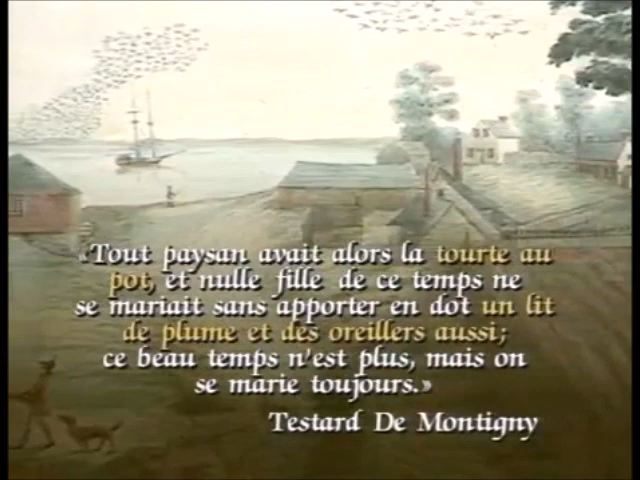 «Tout paysan avait alors la tourte au
pot, et nulle fille de ce temps ne
se mariait sans apporter en dot un lit
de plume et des oreillers aussi;
ce beau temps n'est plus, mais on
se marie toujours.»
Testard De Montigny